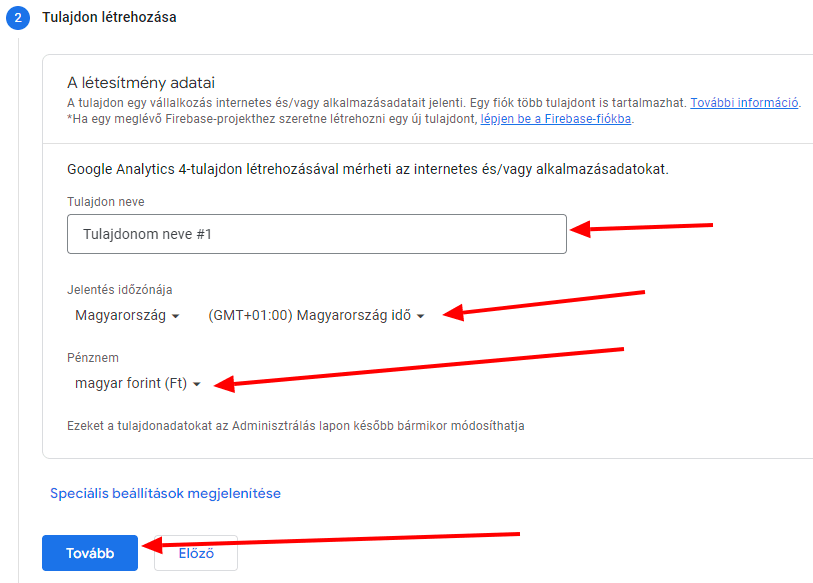 2 Tulajdon létrehozása
A létesítmény adatai
A tulajdon egy vállalkozás internetes és/vagy alkalmazásadatait jelenti. Egy fiók több tulajdont is tartalmazhat. További információ.
*Ha egy meglévő Firebase-projekthez szeretne létrehozni egy új tulajdont, lépjen be a Firebase-fiókba.
Google Analytics 4-tulajdon létrehozásával mérheti az internetes és/vagy alkalmazásadatokat.
Tulajdon neve
Tulajdonom neve #1
Jelentés időzónája
Magyarország (GMT+01:00) Magyarország idő
Pénznem
magyar forint (Ft)
Ezeket a tulajdonadatokat az Adminisztrálás lapon később bármikor módosíthatja
Speciális beállítások megjelenítése
Tovább Előző